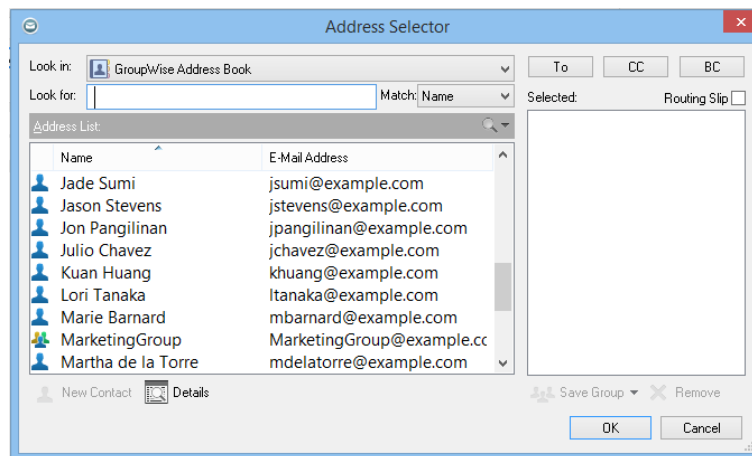 Address Selector
Look in: GroupWise Address Book
To CC BC
Look for: Match: Name
Selected: Routing Slip
Address List:
Name E-Mail Address
Jade Sumi jsumi@example.com
Jason Stevens jstevens@example.com
Jon Pangilinan jpangilinan@example.com
Julio Chavez jchavez@example.com
Kuan Huang khuang@example.com
Lori Tanaka ltanaka@example.com
Marie Barnard mbarnard@example.com
MarketingGroup MarketingGroup@example.cc
Martha de la Torre mdelatorre@example.com
New Contact Details
Save Group Remove
OK Cancel